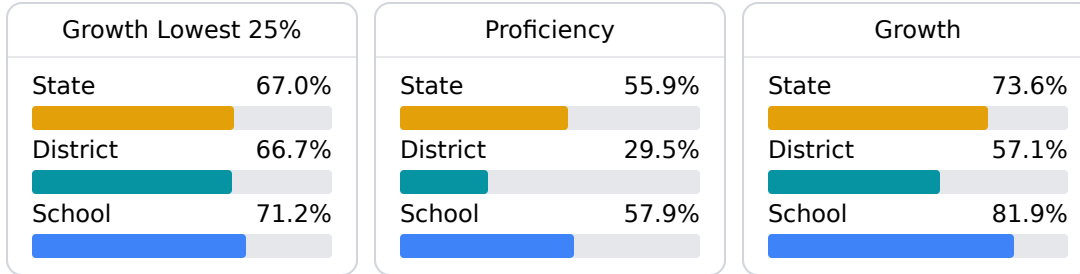 Growth Lowest 25%
State 67.0%
District 66.7%
School 71.2%
Proficiency
State 55.9%
District 29.5%
School 57.9%
Growth
State 73.6%
District 57.1%
School 81.9%